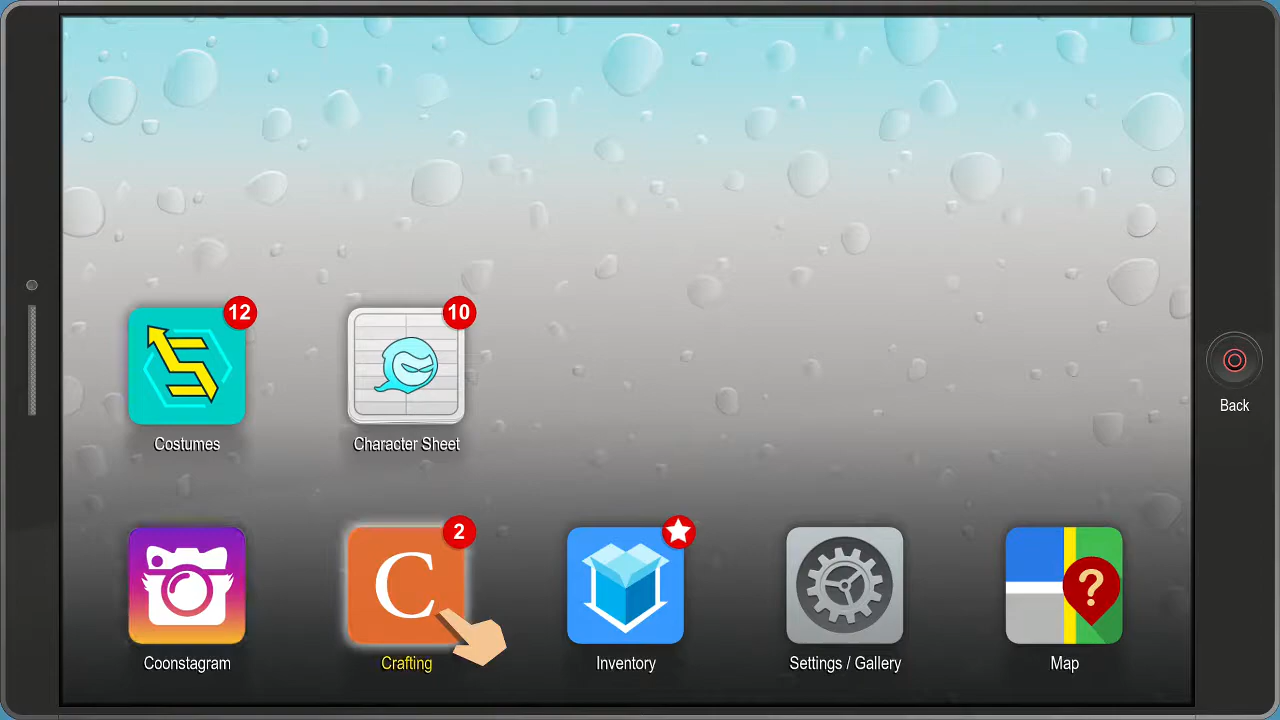 12
10
Costumes
Character Sheet
Back
2
C
?
Coonstagram
Crafting
Inventory
Settings / Gallery
Map